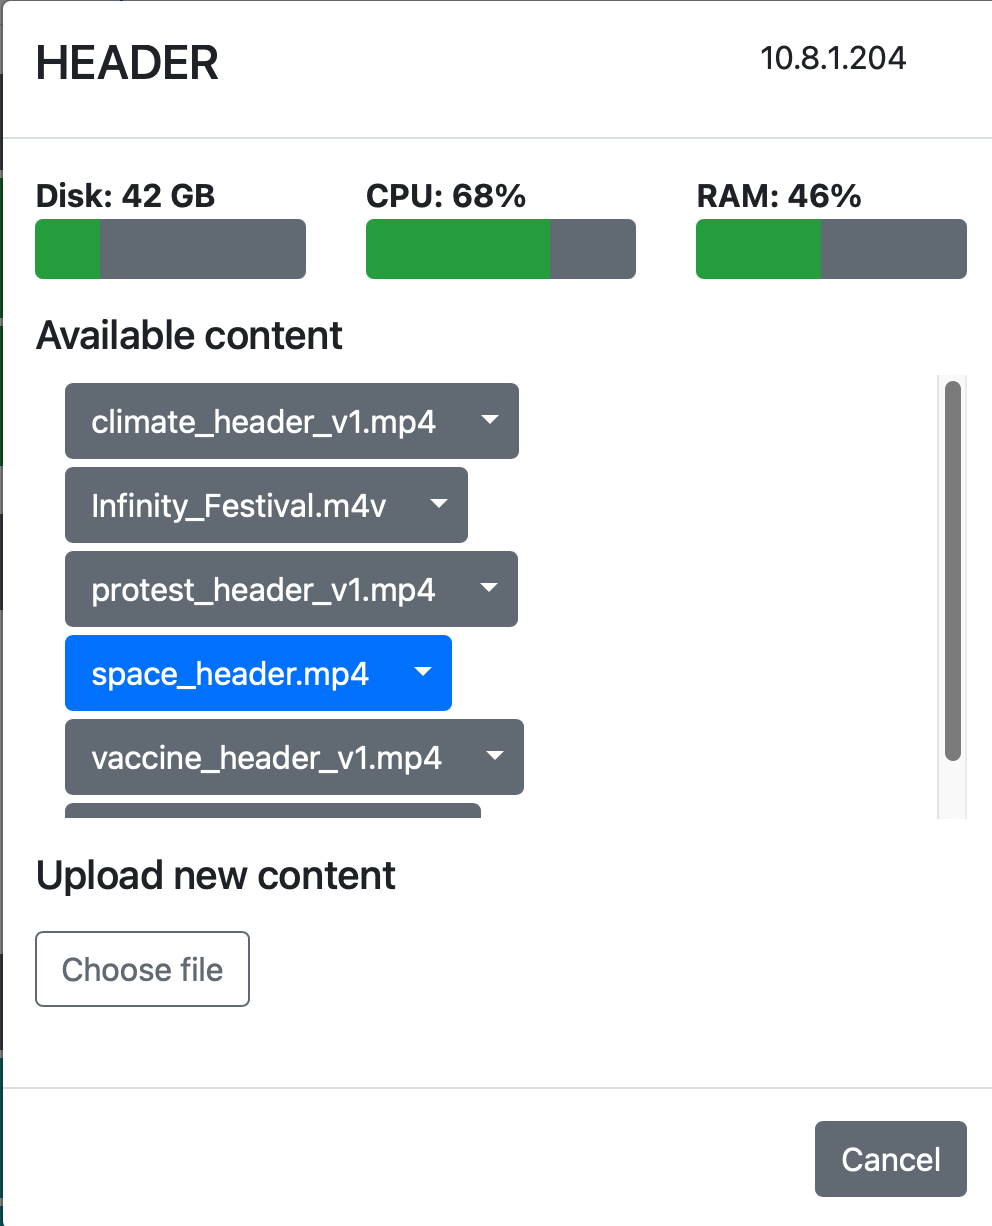 HEADER
10.8.1.204
Disk: 42 GB
CPU: 68%
RAM: 46%
Available content
climate_header_v1.mp4
Infinity_Festival.m4v
protest_header_v1.mp4
space_header.mp4
vaccine_header_v1.mp4
Upload new content
Choose file
Cancel